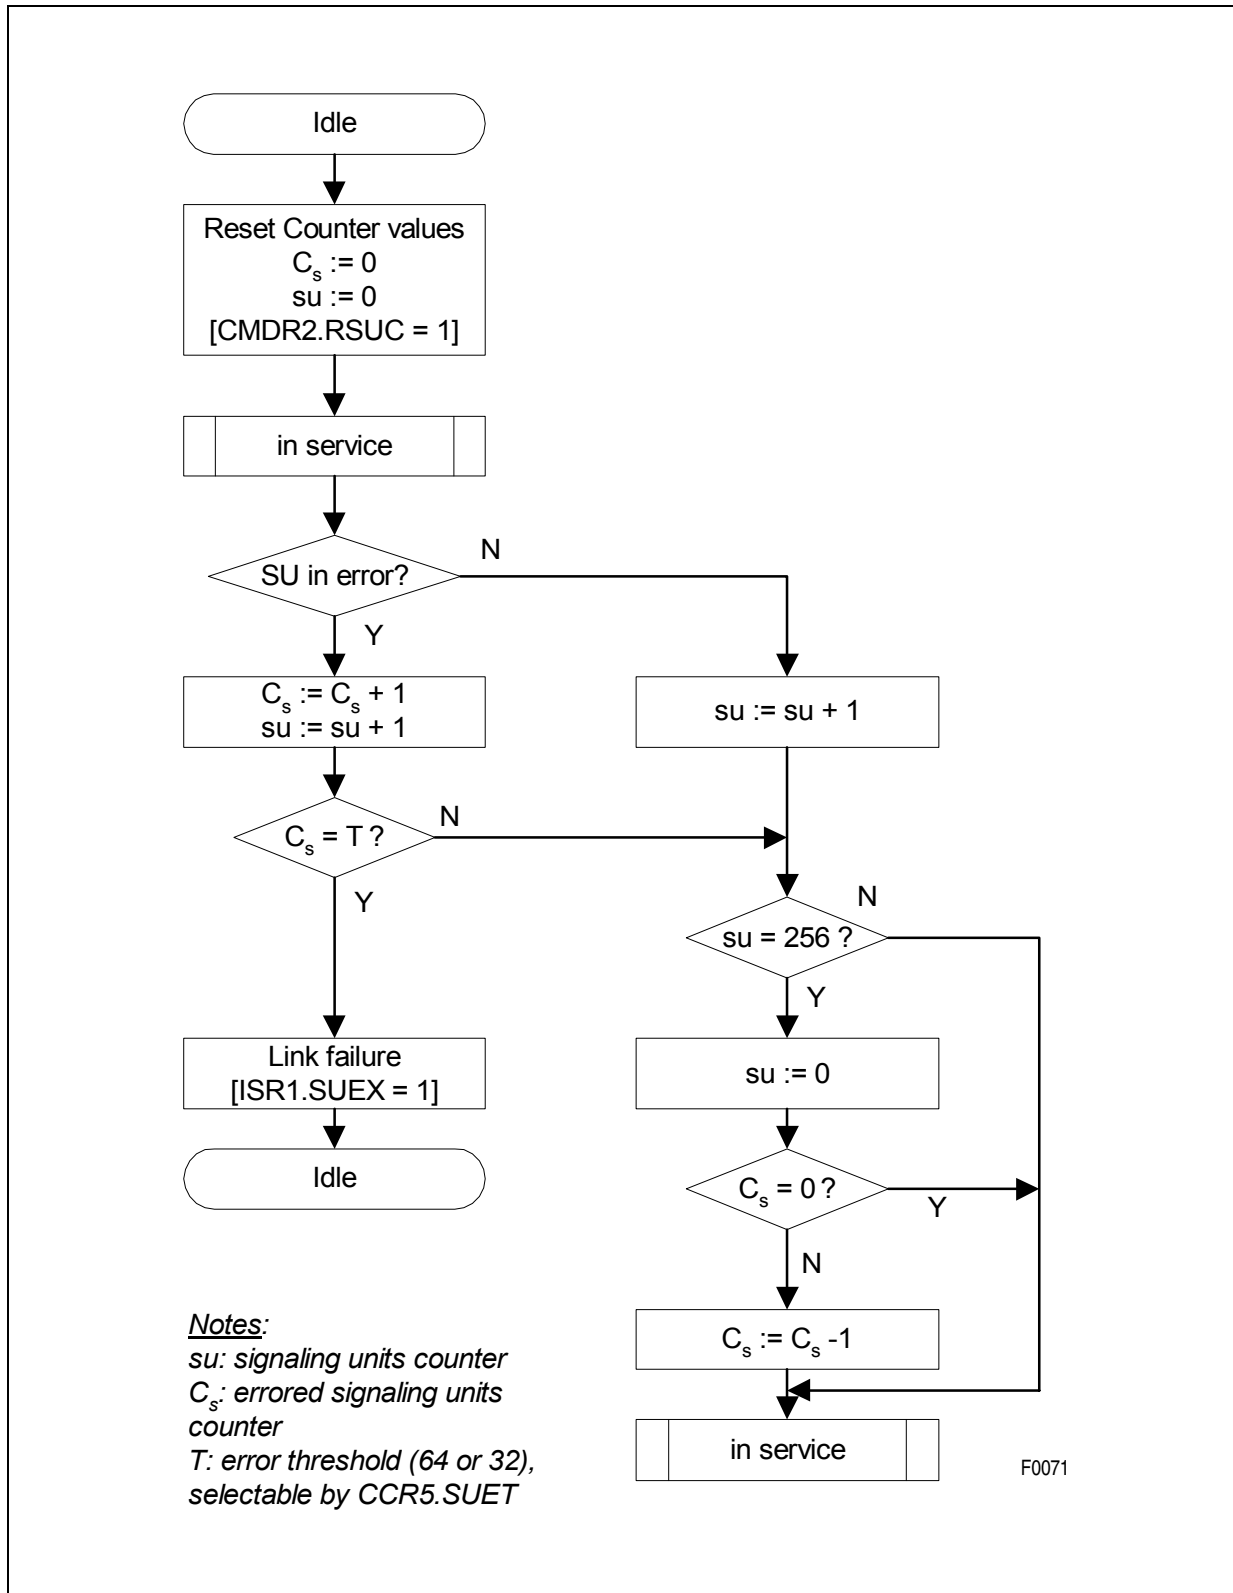 Idle
Reset Counter values
Cs := 0
su := 0
[CMDR2.RSUC = 1]
in service
SU in error?
N
Y
Cs := Cs + 1
su := su + 1
su := su + 1
Cs = T ?
N
Y
su = 256 ?
N
Y
Link failure
[ISR1.SUEX = 1]
su := 0
Idle
Cs = 0 ?
Y
N
Cs := Cs -1
in service
Notes:
su: signaling units counter
Cs: errored signaling units
counter
T: error threshold (64 or 32),
selectable by CCR5.SUET
F0071